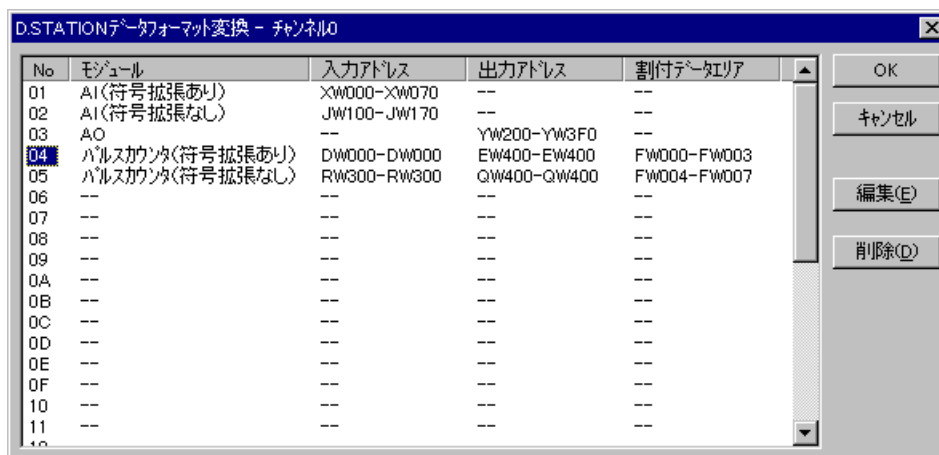 D.STATIONデータフォーマット変換 - チャンネル0
No モジュール 入力アドレス 出力アドレス 割付データエリア
01 AI(符号拡張あり) XW000-XW070 -- --
02 AI(符号拡張なし) JW100-JW170 -- --
03 AO -- YW200-YW3F0 --
04 パルスカウンタ(符号拡張あり) DW000-DW000 EW400-EW400 FW000-FW003
05 パルスカウンタ(符号拡張なし) RW300-RW300 QW400-QW400 FW004-FW007
06 -- -- -- --
07 -- -- -- --
08 -- -- -- --
09 -- -- -- --
0A -- -- -- --
0B -- -- -- --
0C -- -- -- --
0D -- -- -- --
0E -- -- -- --
0F -- -- -- --
10 -- -- -- --
11 -- -- -- --
OK
キャンセル
編集(E)
削除(D)